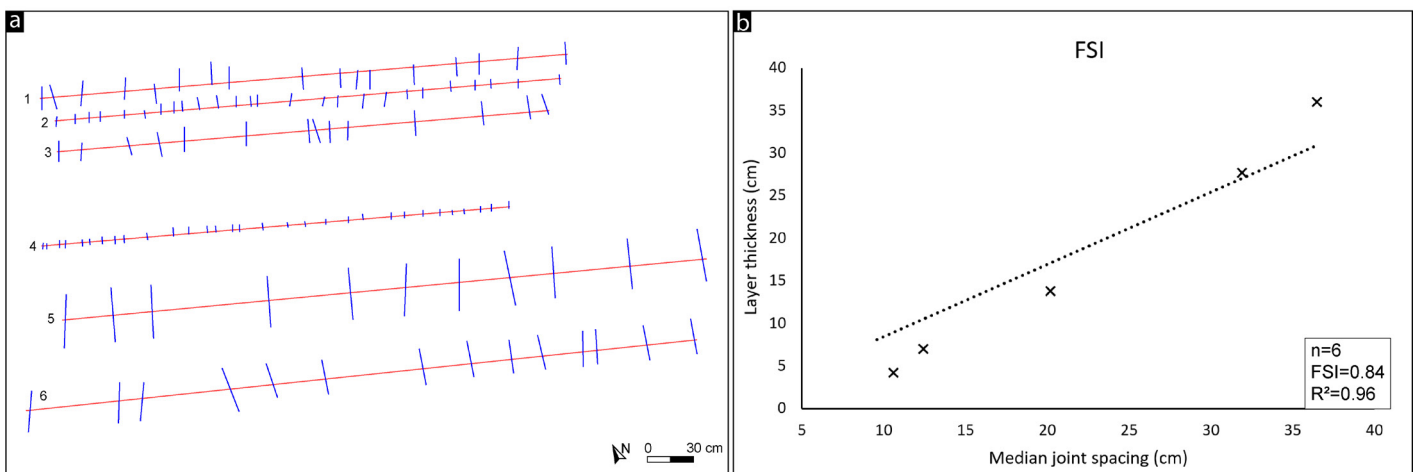 a
1
2
3
4
5
6
N 0 30 cm
b
FSI
Layer thickness (cm)
40
35
30
25
20
15
10
5
0
n=6
FSI=0.84
R²=0.96
5 10 15 20 25 30 35 40
Median joint spacing (cm)